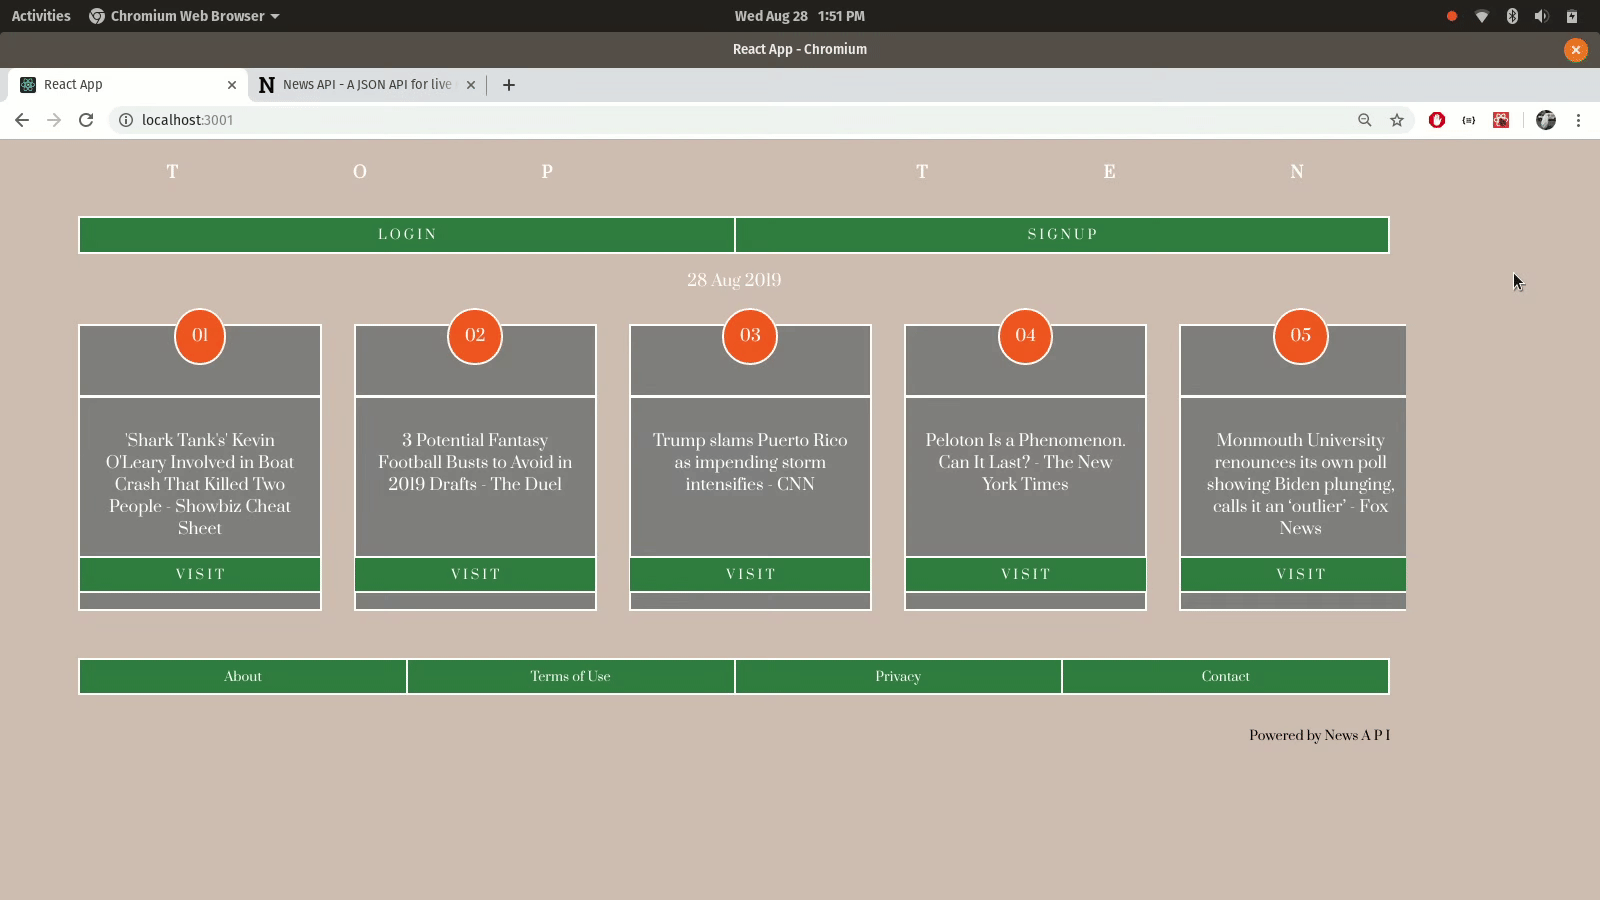 Activities Chromium Web Browser Wed Aug 28 1:51 PM
React App - Chromium
React App News API - A JSON API for live
localhost:3001
T O P T E N
LOGIN SIGNUP
28 Aug 2019
01 02 03 04 05
'Shark Tank's' Kevin
O'Leary Involved in Boat
Crash That Killed Two
People - Showbiz Cheat
Sheet
3 Potential Fantasy
Football Busts to Avoid in
2019 Drafts - The Duel
Trump slams Puerto Rico
as impending storm
intensifies - CNN
Peloton Is a Phenomenon.
Can It Last? - The New
York Times
Monmouth University
renounces its own poll
showing Biden plunging,
calls it an ‘outlier’ - Fox
News
VISIT VISIT VISIT VISIT VISIT
About Terms of Use Privacy Contact
Powered by News A P I